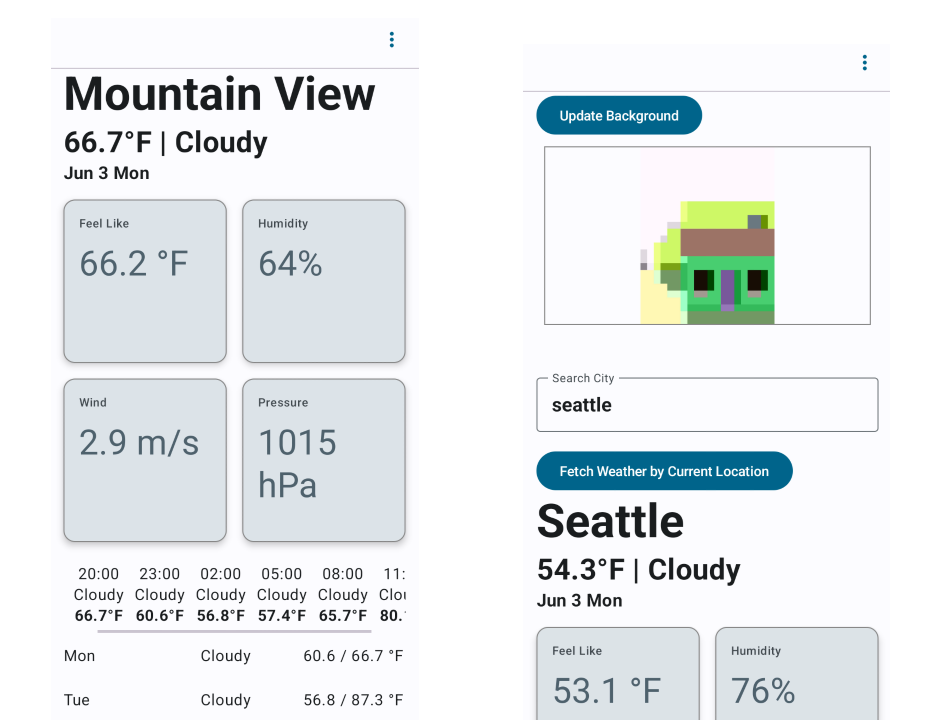 Mountain View
66.7°F | Cloudy
Jun 3 Mon
Feel Like
66.2 °F
Humidity
64%
Wind
2.9 m/s
Pressure
1015
hPa
20:00 23:00 02:00 05:00 08:00 11:
Cloudy Cloudy Cloudy Cloudy Cloudy
66.7°F 60.6°F 56.8°F 57.4°F 65.7°F 80.
Mon Cloudy 60.6 / 66.7 °F
Tue Cloudy 56.8 / 87.3 °F
Update Background
Search City
seattle
Fetch Weather by Current Location
Seattle
54.3°F | Cloudy
Jun 3 Mon
Feel Like
53.1 °F
Humidity
76%